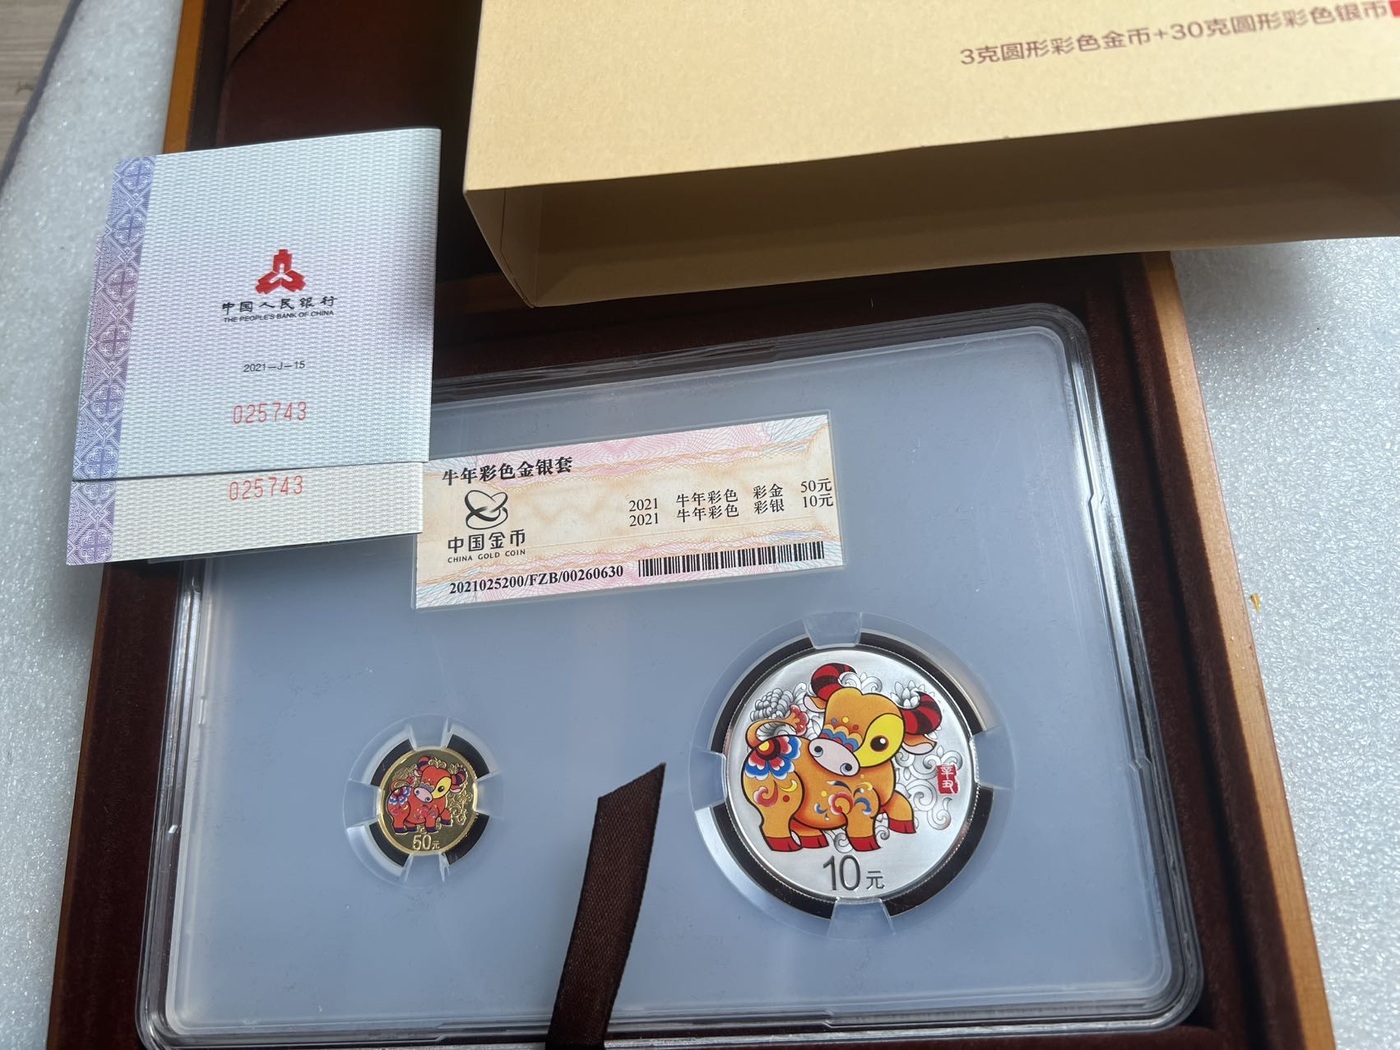 3克圆形彩色金币+30克圆形彩色银币
中国人民银行
THE PEOPLE'S BANK OF CHINA
2021-J-15
025743
025743
牛年彩色金银套
中国金币
CHINA GOLD COIN
2021 牛年彩色 彩金 50元
2021 牛年彩色 彩银 10元
2021025200/FZB/00260630
50元
辛丑
10元